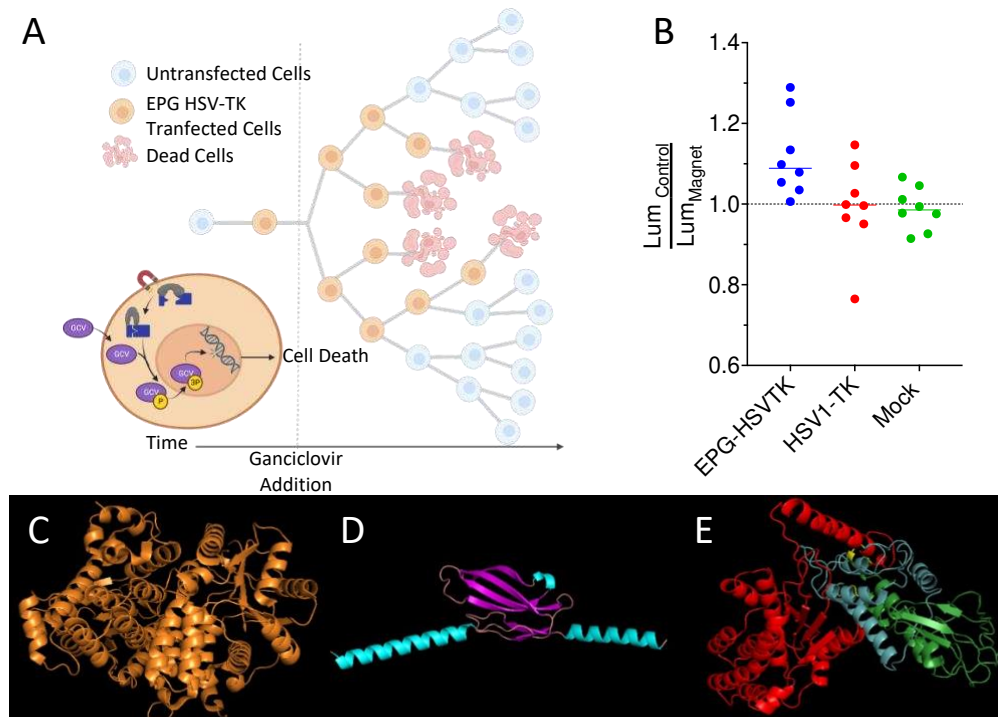 A
Untransfected Cells
EPG HSV-TK
Tranfected Cells
Dead Cells
GCV
GCV
GCV
P
GCV
3P
Cell Death
Time
Ganciclovir
Addition
B
Lum Control
Lum Magnet
1.4
1.2
1.0
0.8
0.6
EPG-HSVTK
HSV1-TK
Mock
C
D
E